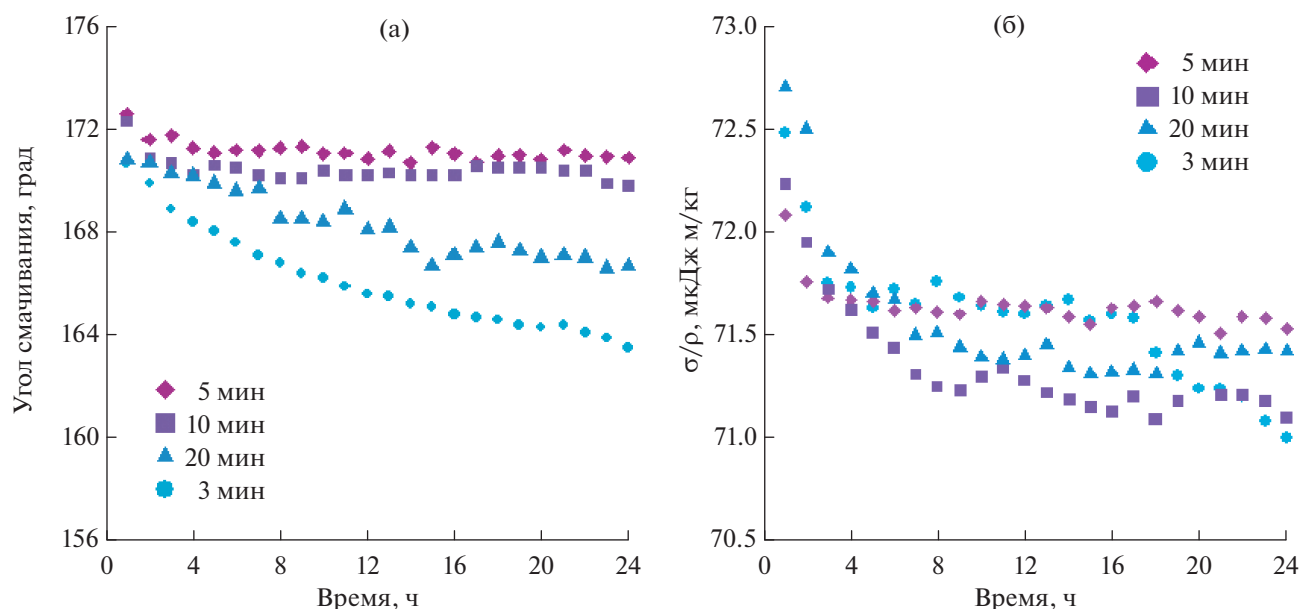 (а)
Угол смачивания, град
176
172
168
164
160
156
5 мин
10 мин
20 мин
3 мин
0 4 8 12 16 20 24
Время, ч
(б)
σ/ρ, мкДж м/кг
73.0
72.5
72.0
71.5
71.0
70.5
5 мин
10 мин
20 мин
3 мин
0 4 8 12 16 20 24
Время, ч